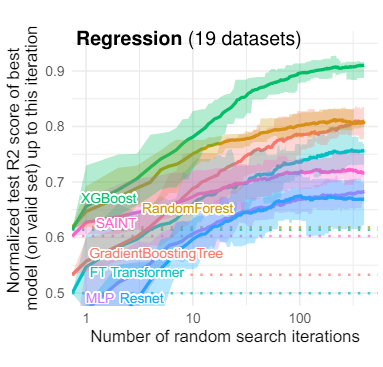 Regression (19 datasets)
Normalized test R2 score of best
model (on valid set) up to this iteration
0.9
0.8
0.7
0.6
0.5
XGBoost
RandomForest
SAINT
GradientBoostingTree
FT Transformer
MLP Resnet
1 10 100
Number of random search iterations